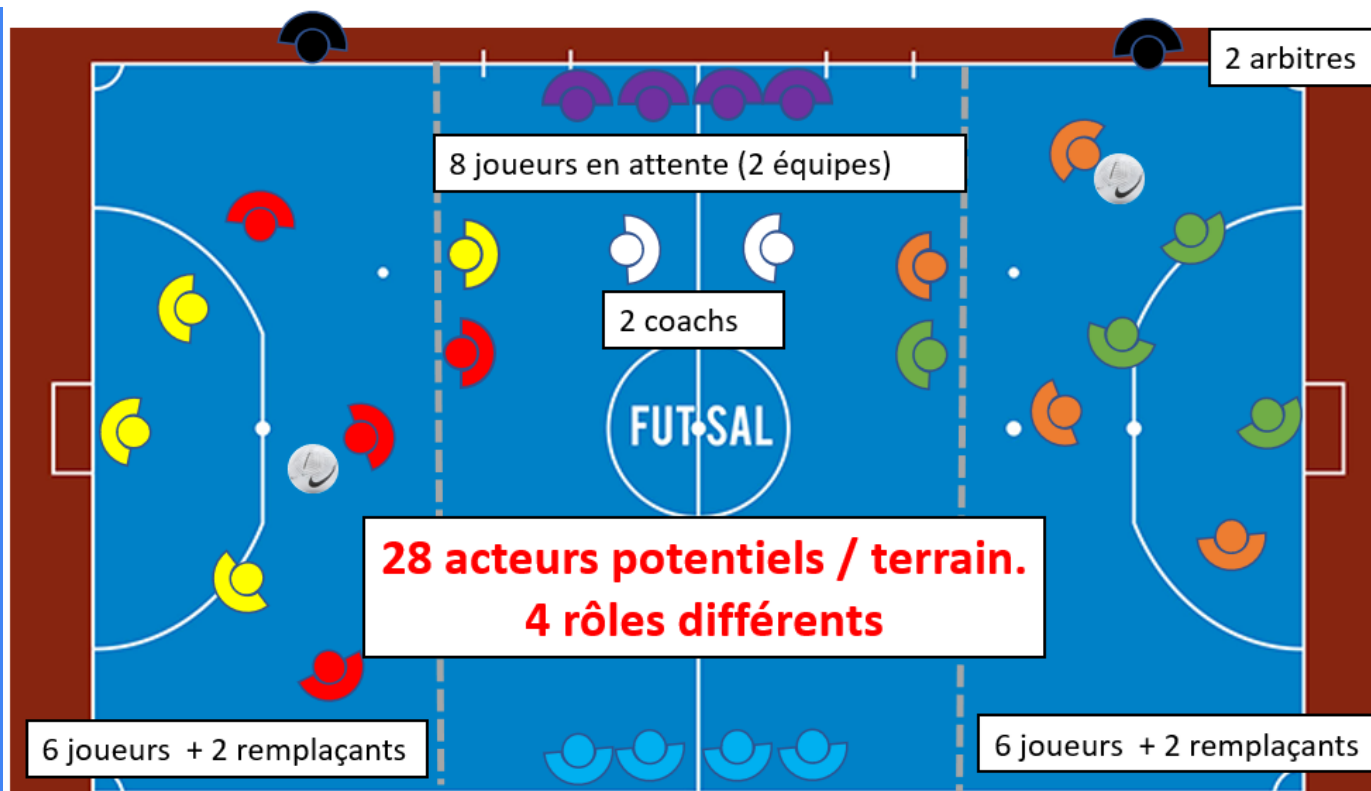 2 arbitres
8 joueurs en attente (2 équipes)
2 coachs
FUTSAL
28 acteurs potentiels / terrain.
4 rôles différents
6 joueurs + 2 remplaçants
6 joueurs + 2 remplaçants